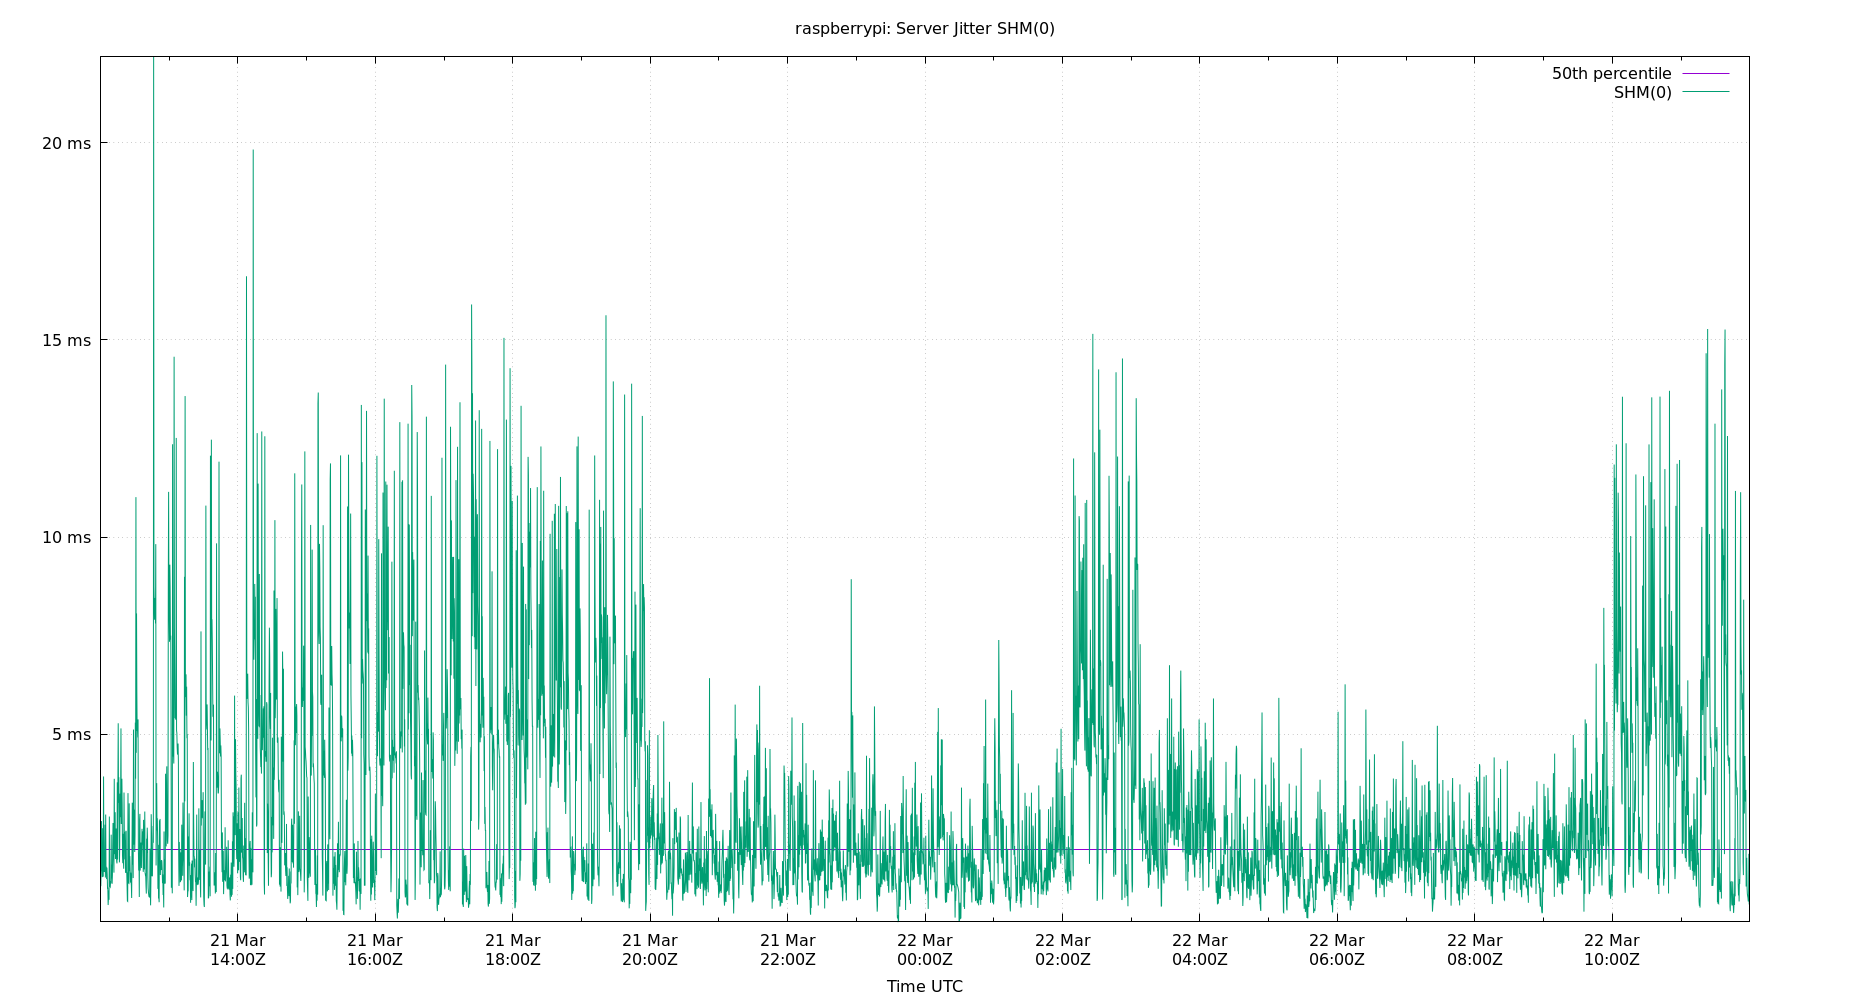 raspberrypi: Server Jitter SHM(0)
50th percentile
SHM(0)
20 ms
15 ms
10 ms
5 ms
21 Mar 21 Mar 21 Mar 21 Mar 21 Mar 22 Mar 22 Mar 22 Mar 22 Mar 22 Mar 22 Mar
14:00Z 16:00Z 18:00Z 20:00Z 22:00Z 00:00Z 02:00Z 04:00Z 06:00Z 08:00Z 10:00Z
Time UTC